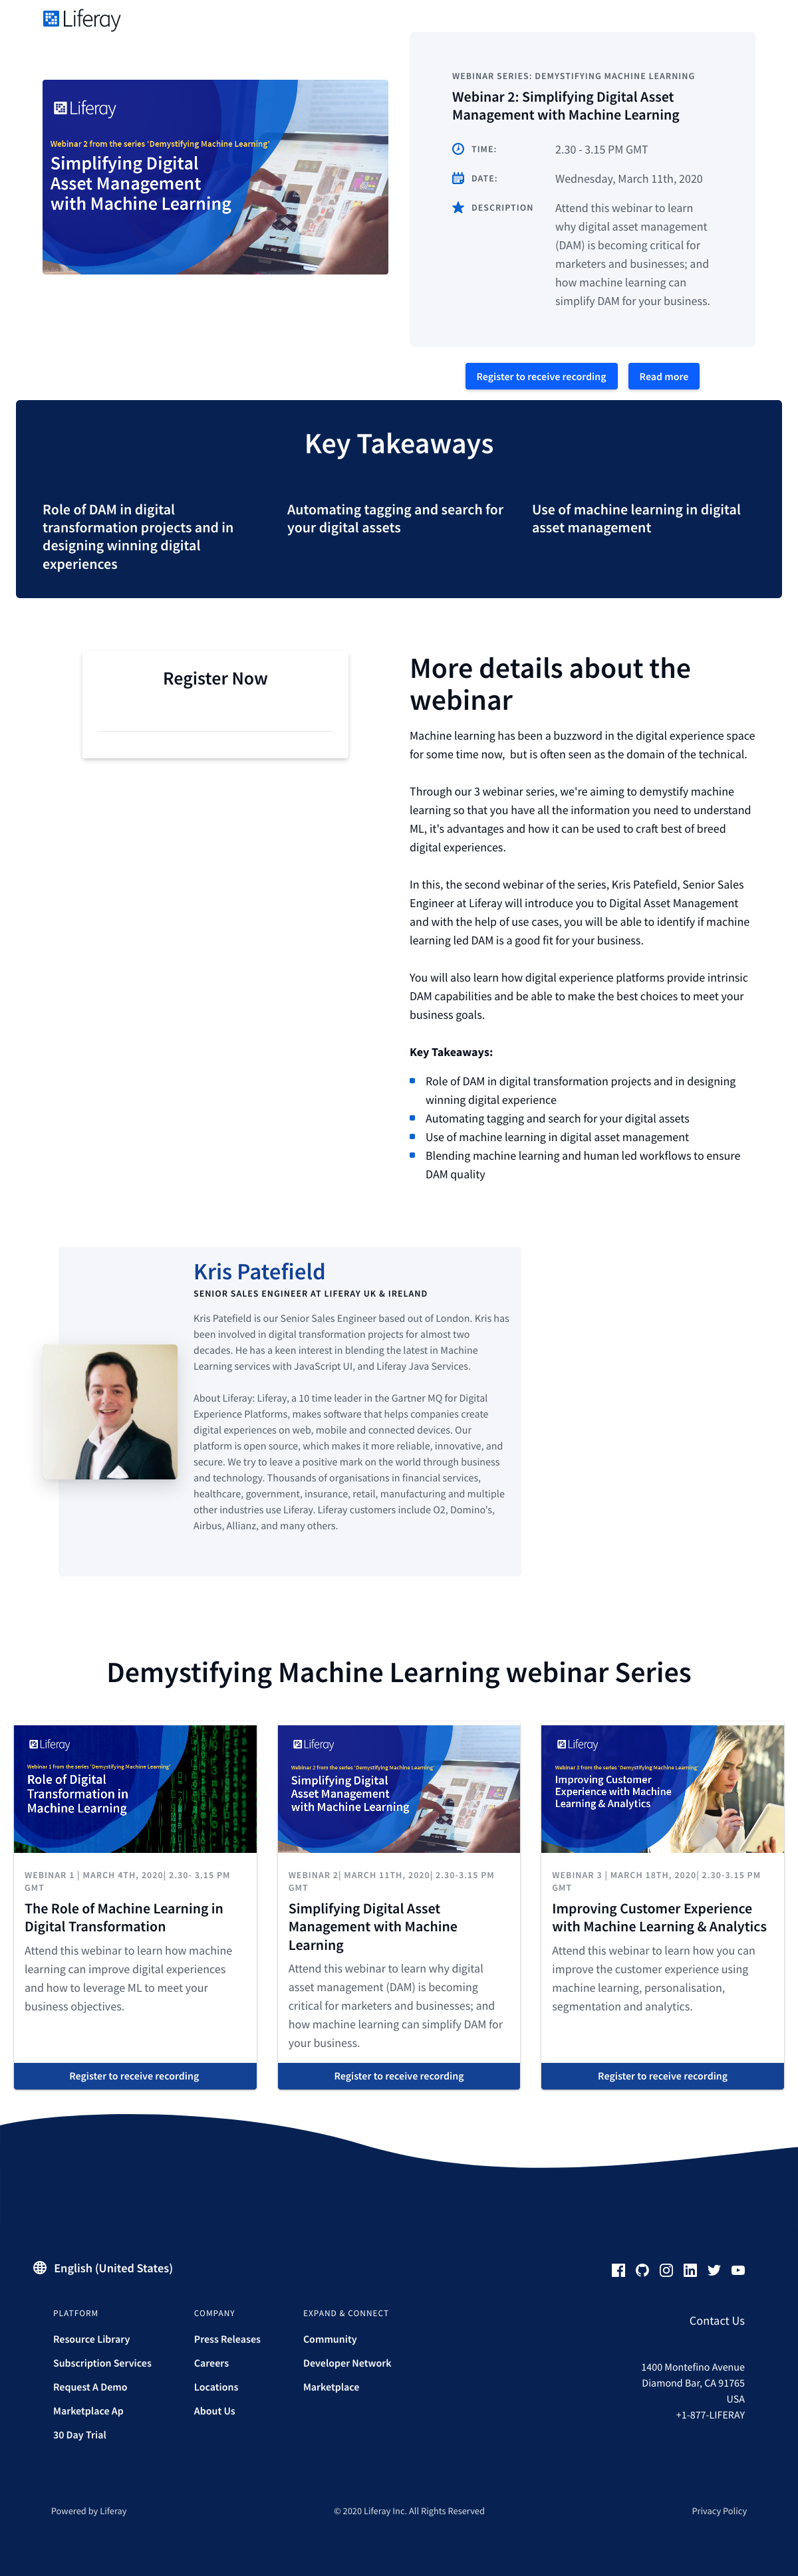 Liferay
Liferay
Webinar 2 from the series 'Demystifying Machine Learning'
Simplifying Digital
Asset Management
with Machine Learning
WEBINAR SERIES: DEMYSTIFYING MACHINE LEARNING
Webinar 2: Simplifying Digital Asset
Management with Machine Learning
TIME:
2.30 - 3.15 PM GMT
DATE:
Wednesday, March 11th, 2020
DESCRIPTION
Attend this webinar to learn
why digital asset management
(DAM) is becoming critical for
marketers and businesses; and
how machine learning can
simplify DAM for your business.
Register to receive recording
Read more
Key Takeaways
Role of DAM in digital
transformation projects and in
designing winning digital
experiences
Automating tagging and search for
your digital assets
Use of machine learning in digital
asset management
Register Now
More details about the
webinar
Machine learning has been a buzzword in the digital experience space
for some time now,  but is often seen as the domain of the technical.
Through our 3 webinar series, we're aiming to demystify machine
learning so that you have all the information you need to understand
ML, it's advantages and how it can be used to craft best of breed
digital experiences.
In this, the second webinar of the series, Kris Patefield, Senior Sales
Engineer at Liferay will introduce you to Digital Asset Management
and with the help of use cases, you will be able to identify if machine
learning led DAM is a good fit for your business.
You will also learn how digital experience platforms provide intrinsic
DAM capabilities and be able to make the best choices to meet your
business goals.
Key Takeaways:
Role of DAM in digital transformation projects and in designing
winning digital experience
Automating tagging and search for your digital assets
Use of machine learning in digital asset management
Blending machine learning and human led workflows to ensure
DAM quality
Kris Patefield
SENIOR SALES ENGINEER AT LIFERAY UK & IRELAND
Kris Patefield is our Senior Sales Engineer based out of London. Kris has
been involved in digital transformation projects for almost two
decades. He has a keen interest in blending the latest in Machine
Learning services with JavaScript UI, and Liferay Java Services.
About Liferay: Liferay, a 10 time leader in the Gartner MQ for Digital
Experience Platforms, makes software that helps companies create
digital experiences on web, mobile and connected devices. Our
platform is open source, which makes it more reliable, innovative, and
secure. We try to leave a positive mark on the world through business
and technology. Thousands of organisations in financial services,
healthcare, government, insurance, retail, manufacturing and multiple
other industries use Liferay. Liferay customers include O2, Domino's,
Airbus, Allianz, and many others.
Demystifying Machine Learning webinar Series
Liferay
Webinar 1 from the series 'Demystifying Machine Learning'
Role of Digital
Transformation in
Machine Learning
WEBINAR 1 | MARCH 4TH, 2020| 2.30- 3.15 PM
GMT
The Role of Machine Learning in
Digital Transformation
Attend this webinar to learn how machine
learning can improve digital experiences
and how to leverage ML to meet your
business objectives.
Register to receive recording
Liferay
Webinar 2 from the series 'Demystifying Machine Learning'
Simplifying Digital
Asset Management
with Machine Learning
WEBINAR 2| MARCH 11TH, 2020| 2.30-3.15 PM
GMT
Simplifying Digital Asset
Management with Machine
Learning
Attend this webinar to learn why digital
asset management (DAM) is becoming
critical for marketers and businesses; and
how machine learning can simplify DAM for
your business.
Register to receive recording
Liferay
Webinar 3 from the series 'Demystifying Machine Learning'
Improving Customer
Experience with Machine
Learning & Analytics
WEBINAR 3 | MARCH 18TH, 2020| 2.30-3.15 PM
GMT
Improving Customer Experience
with Machine Learning & Analytics
Attend this webinar to learn how you can
improve the customer experience using
machine learning, personalisation,
segmentation and analytics.
Register to receive recording
English (United States)
PLATFORM
Resource Library
Subscription Services
Request A Demo
Marketplace Ap
30 Day Trial
COMPANY
Press Releases
Careers
Locations
About Us
EXPAND & CONNECT
Community
Developer Network
Marketplace
Contact Us
1400 Montefino Avenue
Diamond Bar, CA 91765
USA
+1-877-LIFERAY
Powered by Liferay
© 2020 Liferay Inc. All Rights Reserved
Privacy Policy